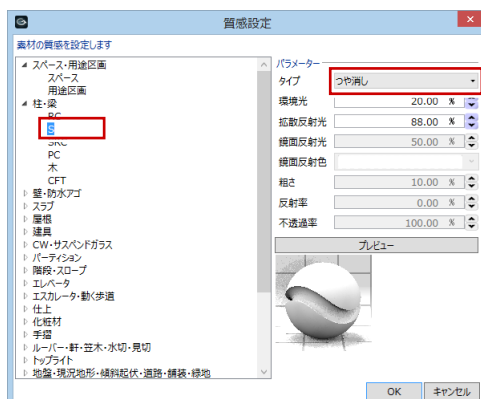 質感設定
素材の質感を設定します
スペース・用途区画
スペース
用途区画
柱・梁
RC
S
SRC
PC
木
CFT
壁・防水アゴ
スラブ
屋根
建具
CW・サスペンドガラス
パーティション
階段・スロープ
エレベータ
エスカレータ・動く歩道
仕上
化粧材
手摺
ルーバー・軒・笠木・水切・見切
トップライト
地盤・現況地形・傾斜起伏・道路・舗装・緑地
パラメーター
タイプ つや消し
環境光 20.00 %
拡散反射光 88.00 %
鏡面反射光 50.00 %
鏡面反射色
粗さ 10.00 %
反射率 0.00 %
不透過率 100.00 %
プレビュー
OK キャンセル